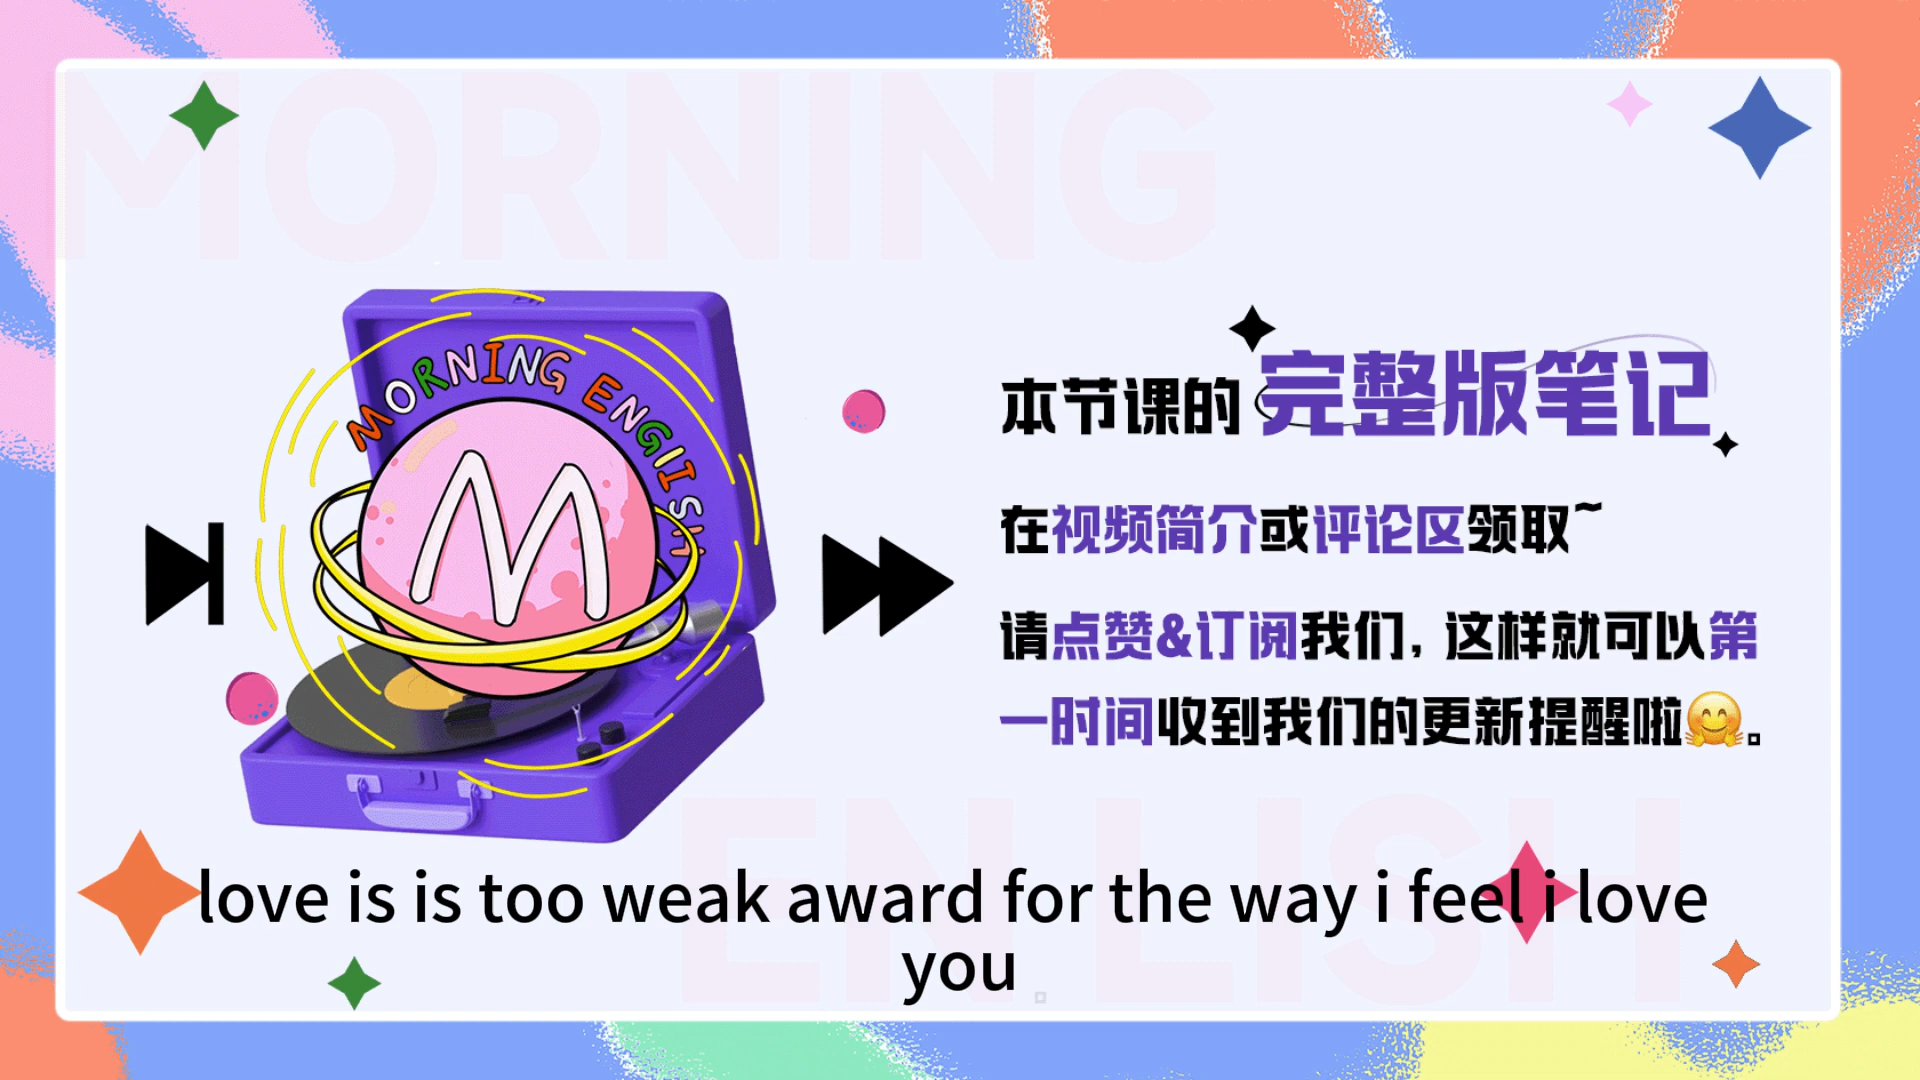 MORNING
MORNING ENGlISH
M
本节课的 完整版笔记
在视频简介或评论区领取~
请点赞&订阅我们，这样就可以第
一时间收到我们的更新提醒啦🤗。
EN LISH
love is is too weak award for the way i feel i love
you